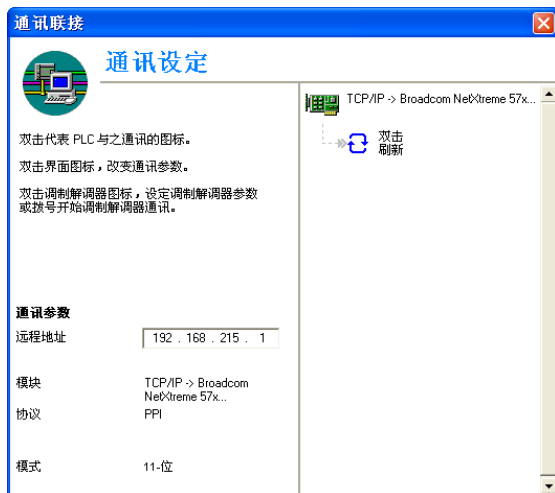 通讯联接
通讯设定
双击代表 PLC 与之通讯的图标。
双击界面图标，改变通讯参数。
双击调制解调器图标，设定调制解调器参数
或拨号开始调制解调器通讯。
通讯参数
远程地址 192 . 168 . 215 . 1
模块 TCP/IP -> Broadcom
NetXtreme 57x...
协议 PPI
模式 11-位
TCP/IP -> Broadcom NetXtreme 57x...
双击
刷新